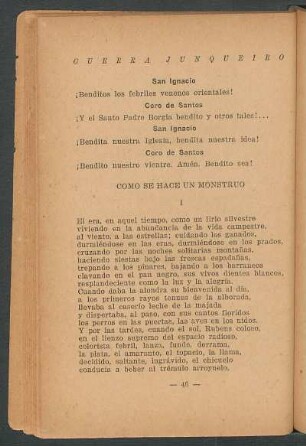 GUERRA JUNQUEIRO
San Ignacio
¡Benditos los febriles venenos orientales!
Coro de Santos
¡Y el Santo Padre Borgia bendito y otros tales!...
San Ignacio
¡Bendita nuestra Iglesia, bendita nuestra idea!
Coro de Santos
¡Bendito nuestro vientre. Amén. Bendito sea!
COMO SE HACE UN MONSTRUO
I
El era, en aquel tiempo, como un lirio silvestre
viviendo en la abundancia de la vida campestre,
al viento, a las estrellas; cuidando los ganados,
durmiéndose en las eras, durmiéndose en los prados,
cruzando por las noches solitarias montañas,
haciendo siestas bajo las frescas espadañas,
trepando a los pinares, bajando a los barrancos
clavando en el pan negro, sus vivos dientes blancos,
resplandeciente como la luz y la alegría.
Cuando daba la alondra su bienvenida al día,
a los primeros rayos tenues de la alborada,
llevaba al casero leche de la majada
y dispertaba, al paso, con sus cantos floridos
los perros en las puertas, las aves en los nidos.
Y por las tardes, cuando el sol, Rubens coloso,
en el lienzo supremo del espacio radioso,
colorista febril, lanza, funde, derrama,
la plata, el amaranto, el topacio, la llama,
decidido, saltante, ingrávido, el chicuelo
conducía a beber al trémulo arroyuelo.
— 46 —